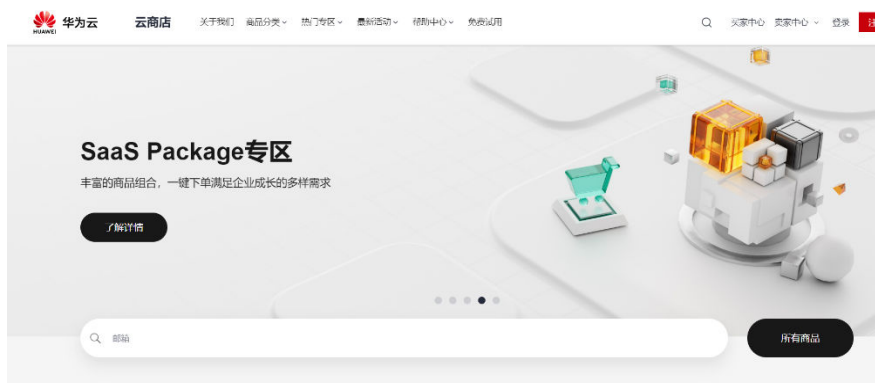 HUAWEI 华为云 云商店 关于我们 商品分类 热门专区 最新活动 帮助中心 免费试用 买家中心 卖家中心 登录
SaaS Package专区
丰富的商品组合，一键下单满足企业成长的多样需求
了解详情
邮箱
所有商品